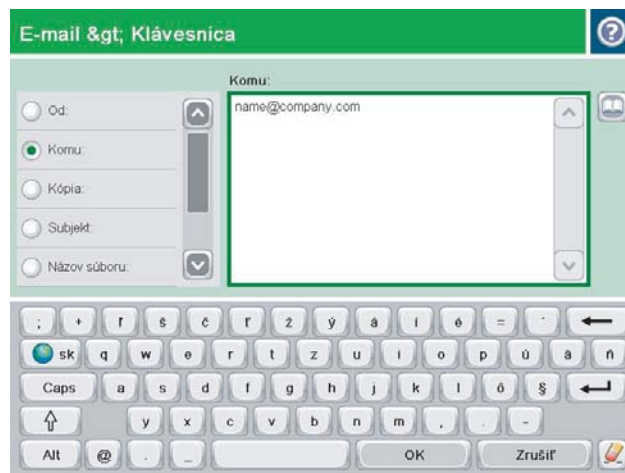 E-mail &gt; Klávesnica
Komu:
Od:
name@company.com
Komu:
Kópia:
Subjekt:
Názov súboru:
; + ľ š č ť ž ý á í é = ´
sk q w e r t z u i o p ú ä ň
Caps a s d f g h j k l ô §
y x c v b n m , . -
Alt @ . _ OK Zrušiť